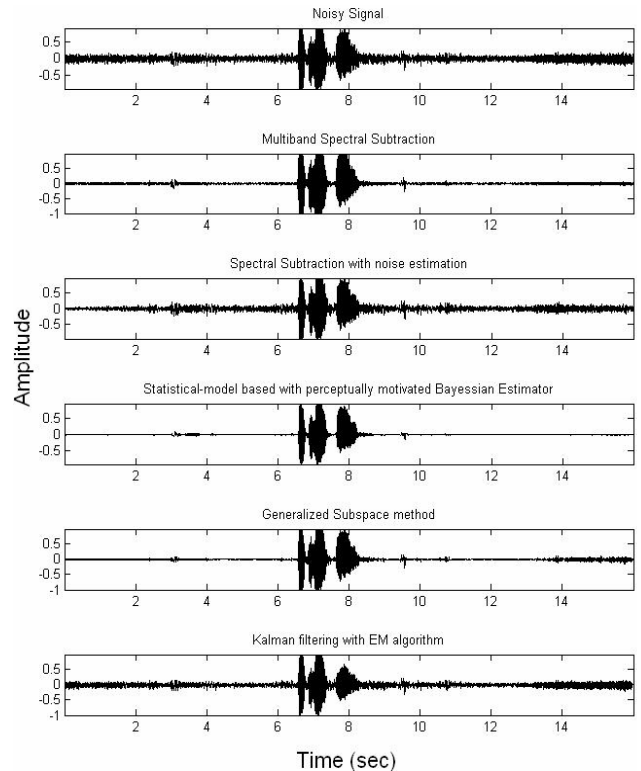 Noisy Signal
0.5
0
-0.5
2 4 6 8 10 12 14
Multiband Spectral Subtraction
0.5
0
-0.5
-1
2 4 6 8 10 12 14
Spectral Subtraction with noise estimation
0.5
0
-0.5
2 4 6 8 10 12 14
Amplitude
Statistical-model based with perceptually motivated Bayessian Estimator
0.5
0
-0.5
2 4 6 8 10 12 14
Generalized Subspace method
0.5
0
-0.5
-1
2 4 6 8 10 12 14
Kalman filtering with EM algorithm
0.5
0
-0.5
-1
2 4 6 8 10 12 14
Time (sec)